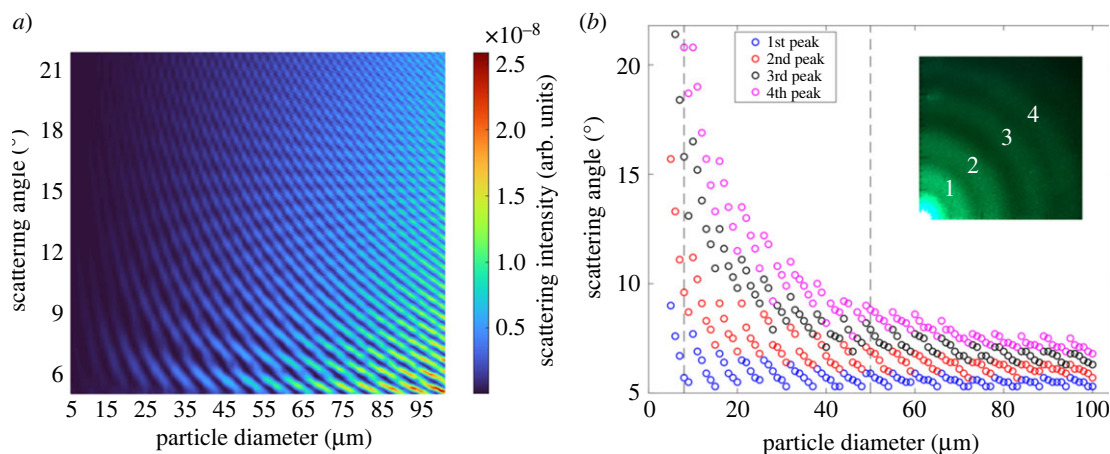 a)
×10–8
21
18
15
12
9
6
scattering angle (°)
5 15 25 35 45 55 65 75 85 95
particle diameter (μm)
2.5
2.0
1.5
1.0
0.5
scattering intensity (arb. units)
(b)
20
15
10
5
scattering angle (°)
1st peak
2nd peak
3rd peak
4th peak
4
3
2
1
0 20 40 60 80 100
particle diameter (μm)